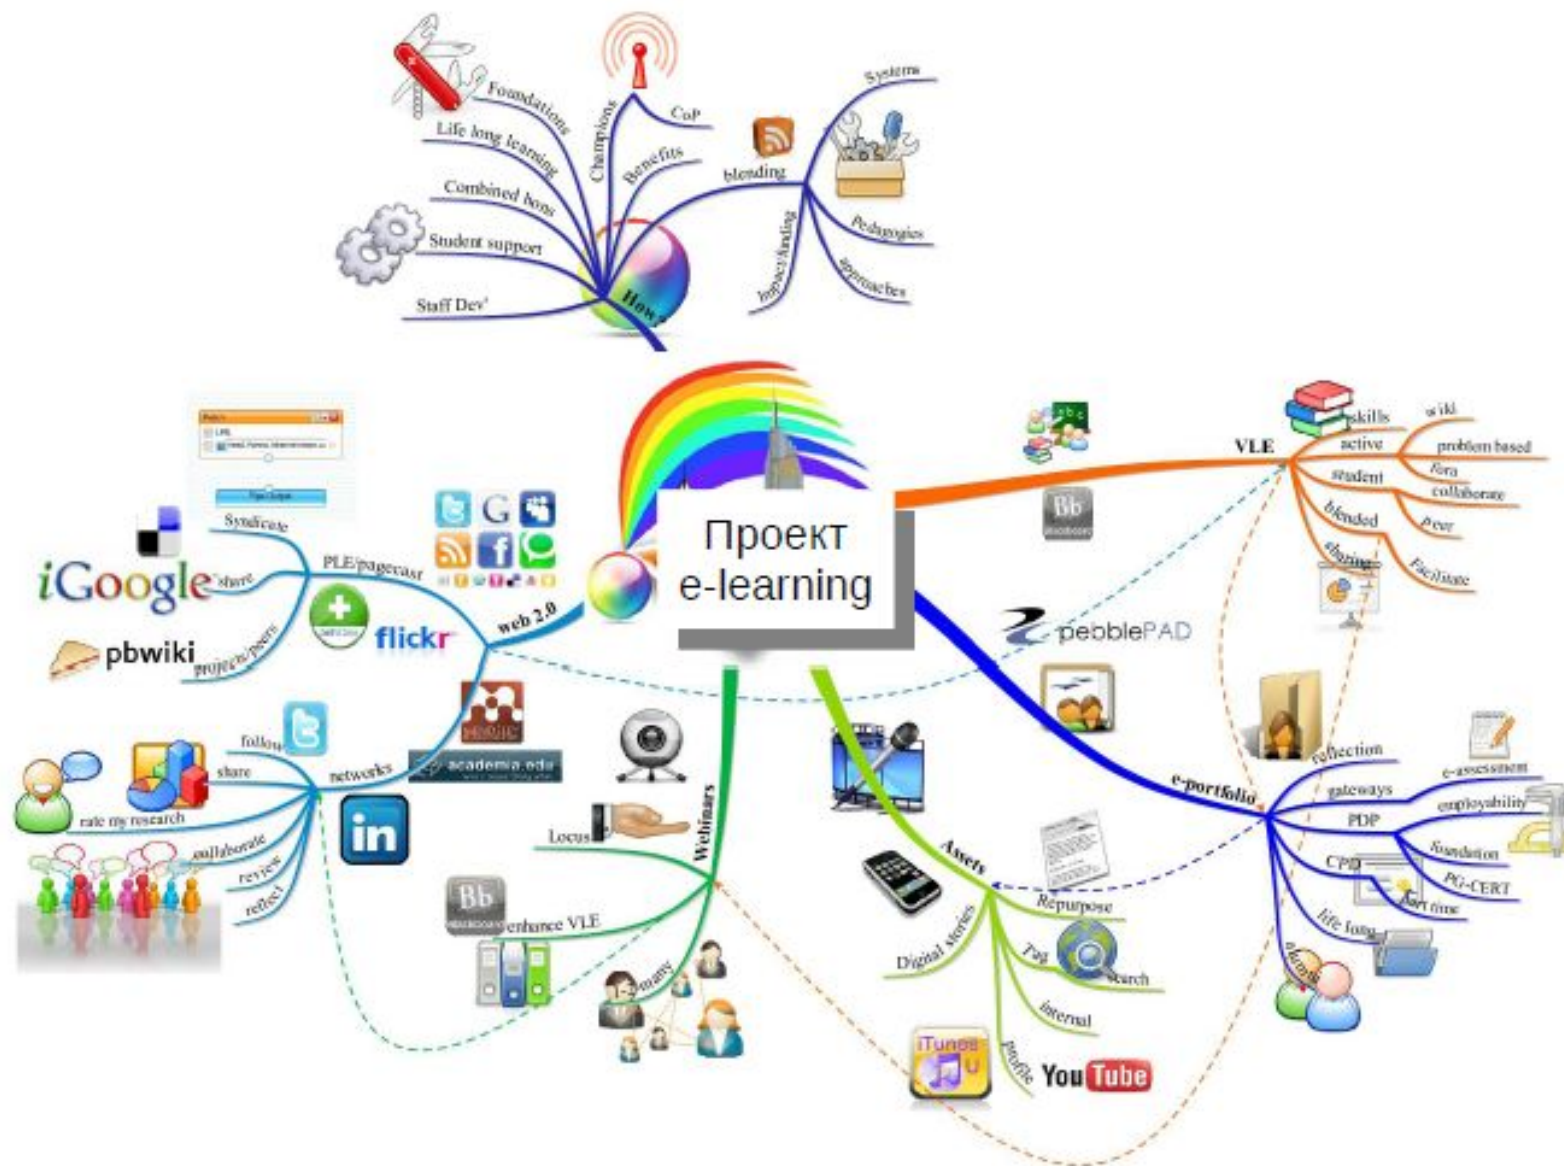 Systems
Foundations
Champions
CoP
Life long learning
Benefits
blending
Combined hons
Student support
Pedagogies
Impact/funding
approaches
Staff Dev'
How?
skills
wiki
VLE
active
problem based
fora
student
collaborate
peer
blended
Facilitate
sharing
Bb
Проект
e-learning
URL
Syndicate
PLE/pagecast
iGoogle
share
web 2.0
flickr
pbwiki
projects/peers
pebblePAD
follow
share
networks
academia.edu
rate my research
in
collaborate
review
reflect
Webinars
Locus
Bb
enhance VLE
many
Assets
Repurpose
Digital stories
Tag
search
internal
profile
iTunes
U
YouTube
e-portfolio
reflection
gateways
e-assessment
PDP
employability
foundation
CPD
PG-CERT
part time
life long
alumni